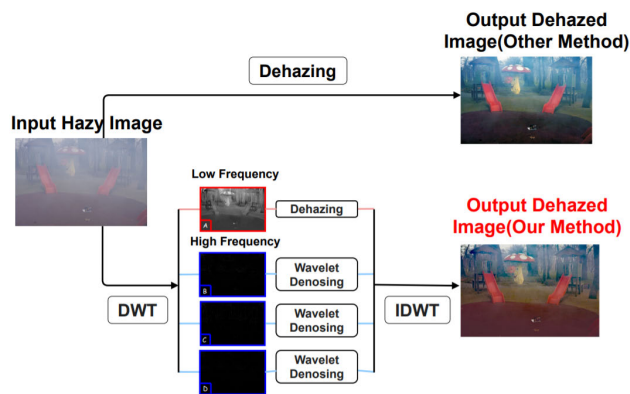 Output Dehazed
Image(Other Method)
Dehazing
Input Hazy Image
Low Frequency
A
Dehazing
High Frequency
B
Wavelet
Denosing
C
Wavelet
Denosing
D
Wavelet
Denosing
DWT
IDWT
Output Dehazed
Image(Our Method)